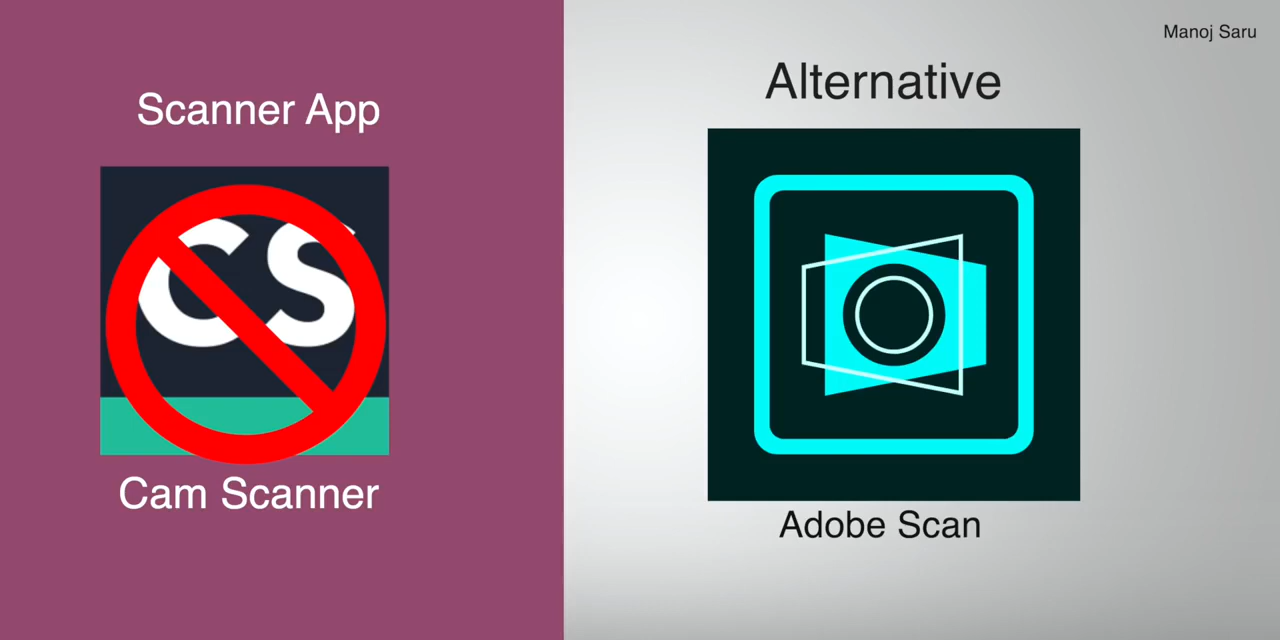 Scanner App
CS
Cam Scanner
Manoj Saru
Alternative
Adobe Scan